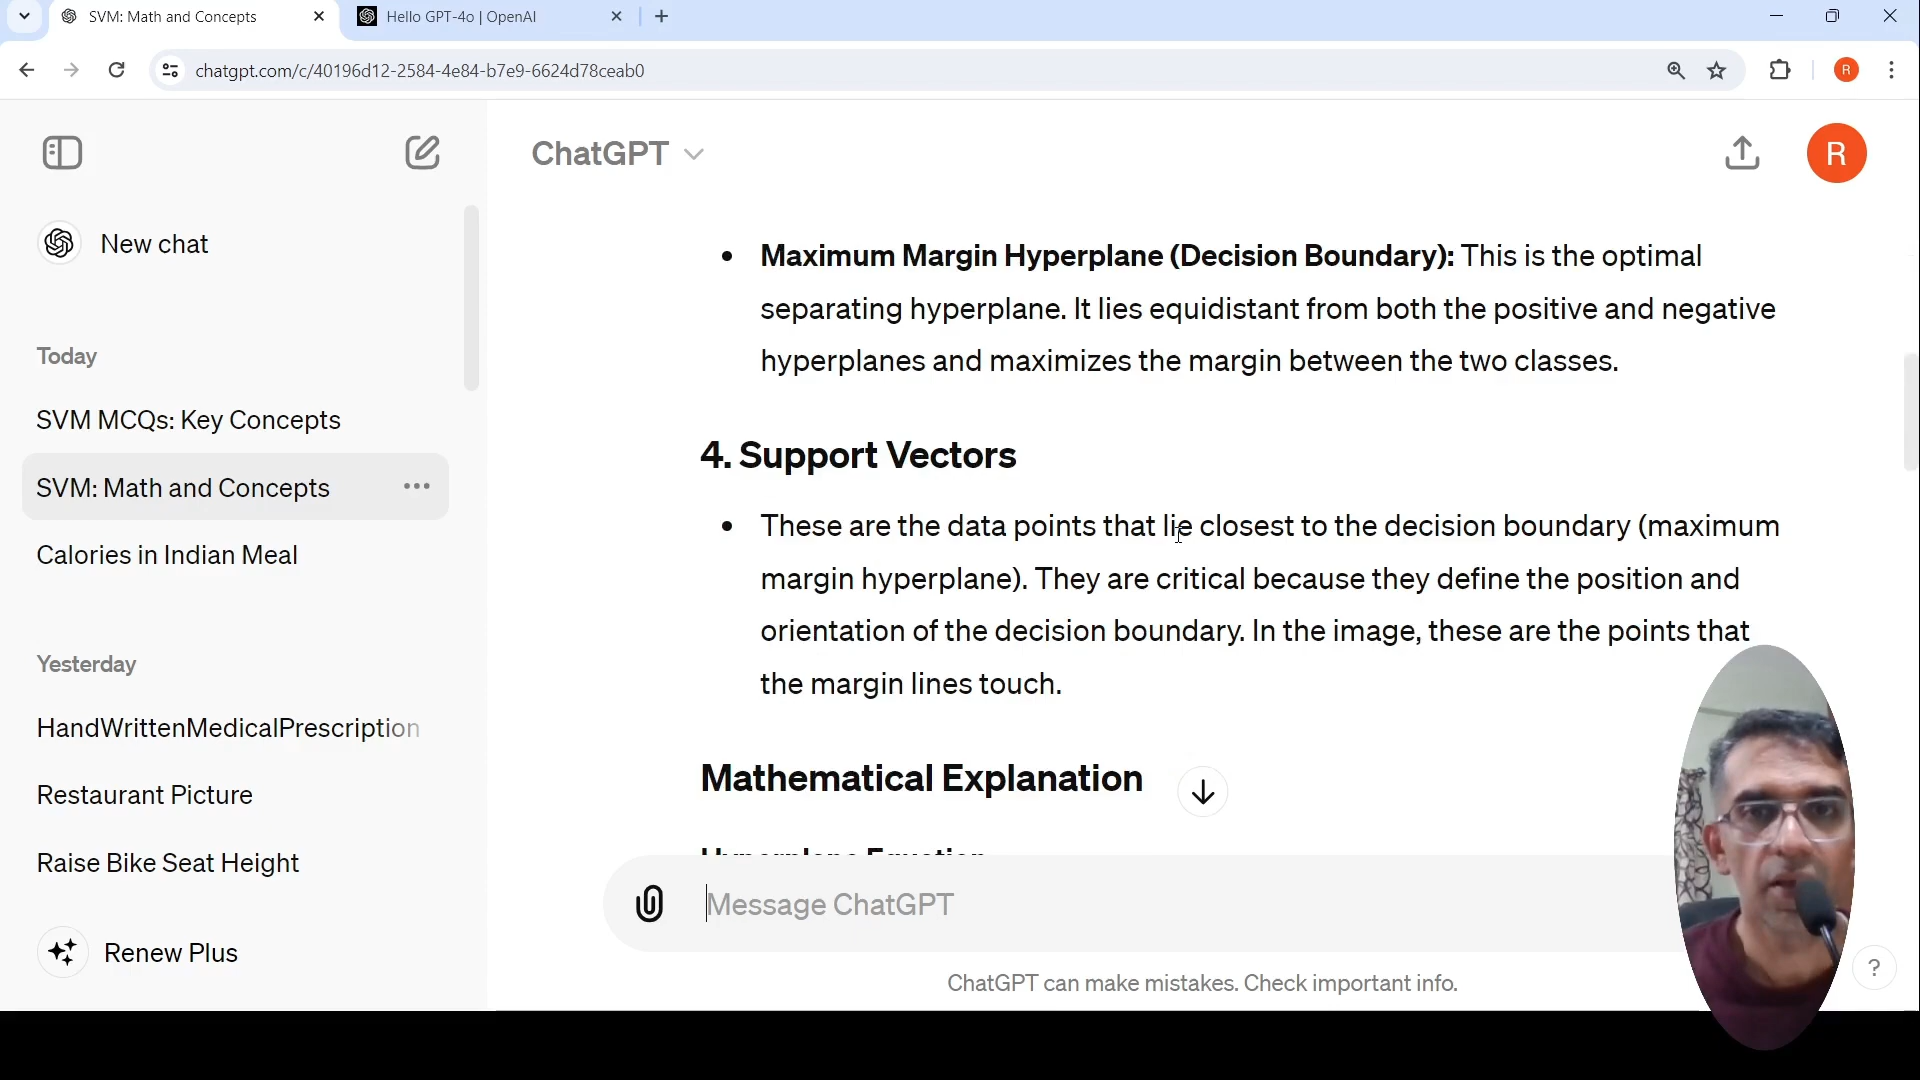 SVM: Math and Concepts
Hello GPT-4o | OpenAI
chatgpt.com/c/40196d12-2584-4e84-b7e9-6624d78ceab0
R
ChatGPT
R
New chat
Today
SVM MCQs: Key Concepts
SVM: Math and Concepts
Calories in Indian Meal
Yesterday
HandWrittenMedicalPrescription
Restaurant Picture
Raise Bike Seat Height
Renew Plus
• Maximum Margin Hyperplane (Decision Boundary): This is the optimal
separating hyperplane. It lies equidistant from both the positive and negative
hyperplanes and maximizes the margin between the two classes.
4. Support Vectors
• These are the data points that lie closest to the decision boundary (maximum
margin hyperplane). They are critical because they define the position and
orientation of the decision boundary. In the image, these are the points that
the margin lines touch.
Mathematical Explanation
Hyperplane Equation
Message ChatGPT
ChatGPT can make mistakes. Check important info.
?